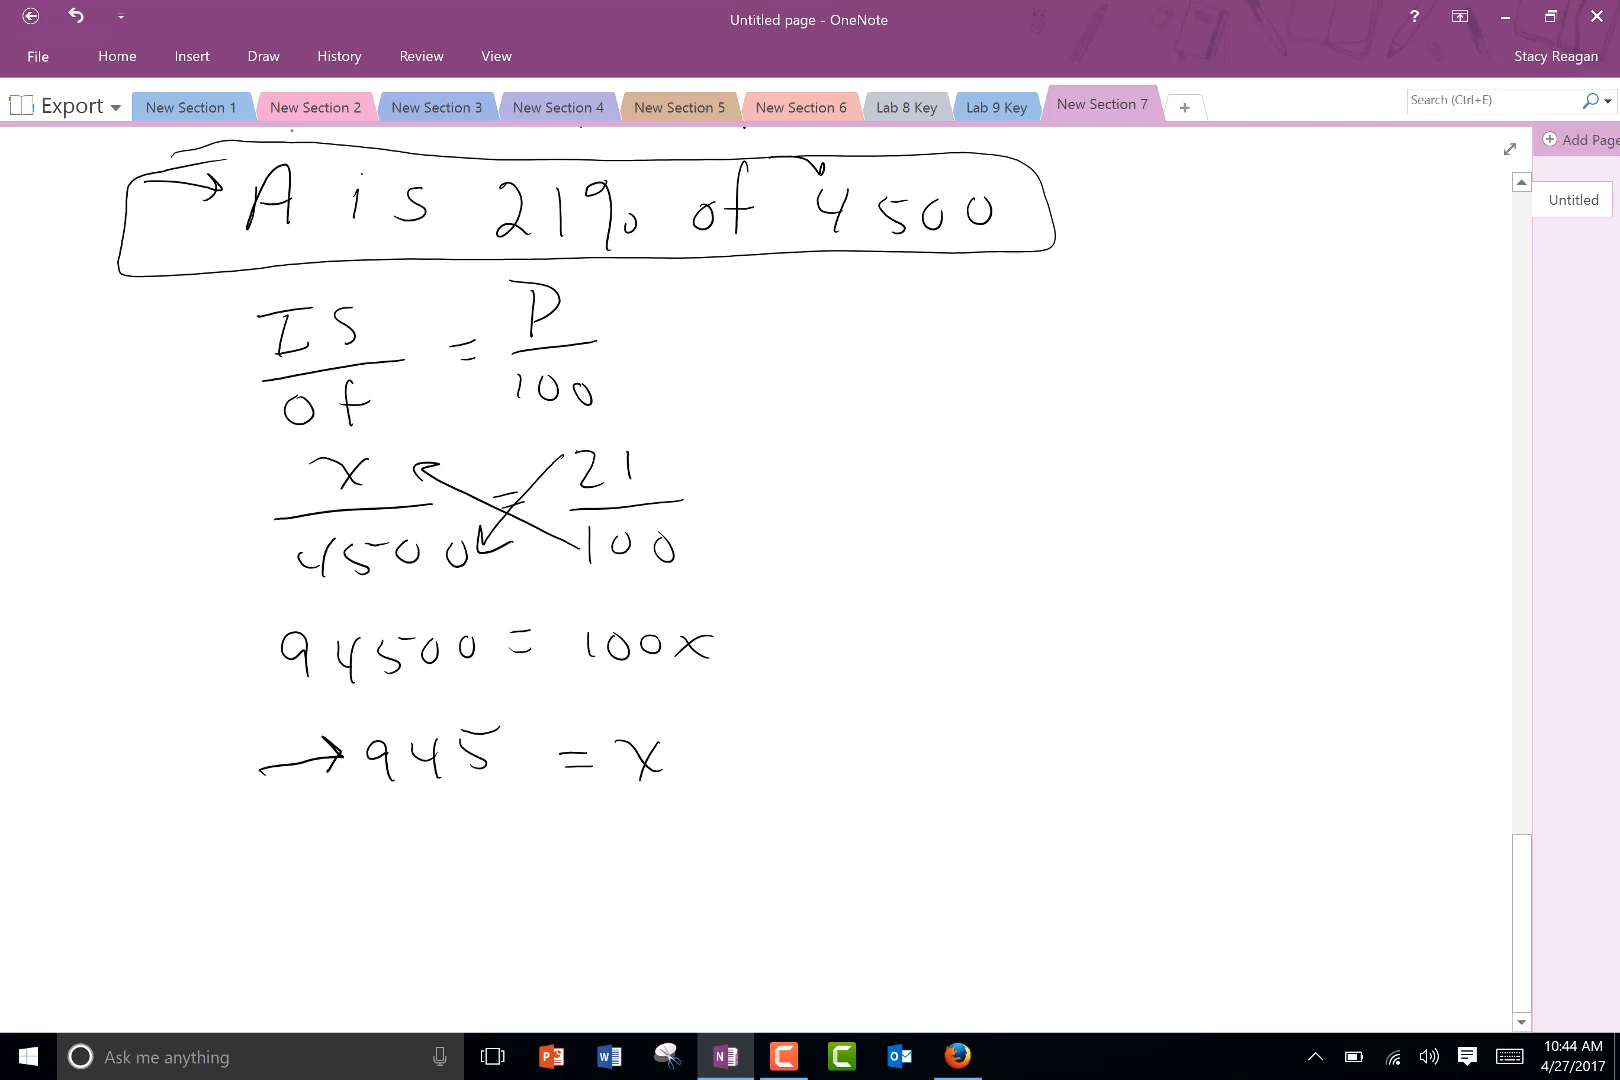 Untitled page - OneNote
?
File Home Insert Draw History Review View
Stacy Reagan
Export New Section 1 New Section 2 New Section 3 New Section 4 New Section 5 New Section 6 Lab 8 Key Lab 9 Key New Section 7 +
Search (Ctrl+E)
Add Page
Untitled
A is 21% of 4500
Is = P
of 100
x = 21
4500 100
94500 = 100x
→ 945 = x
Ask me anything
10:44 AM
4/27/2017